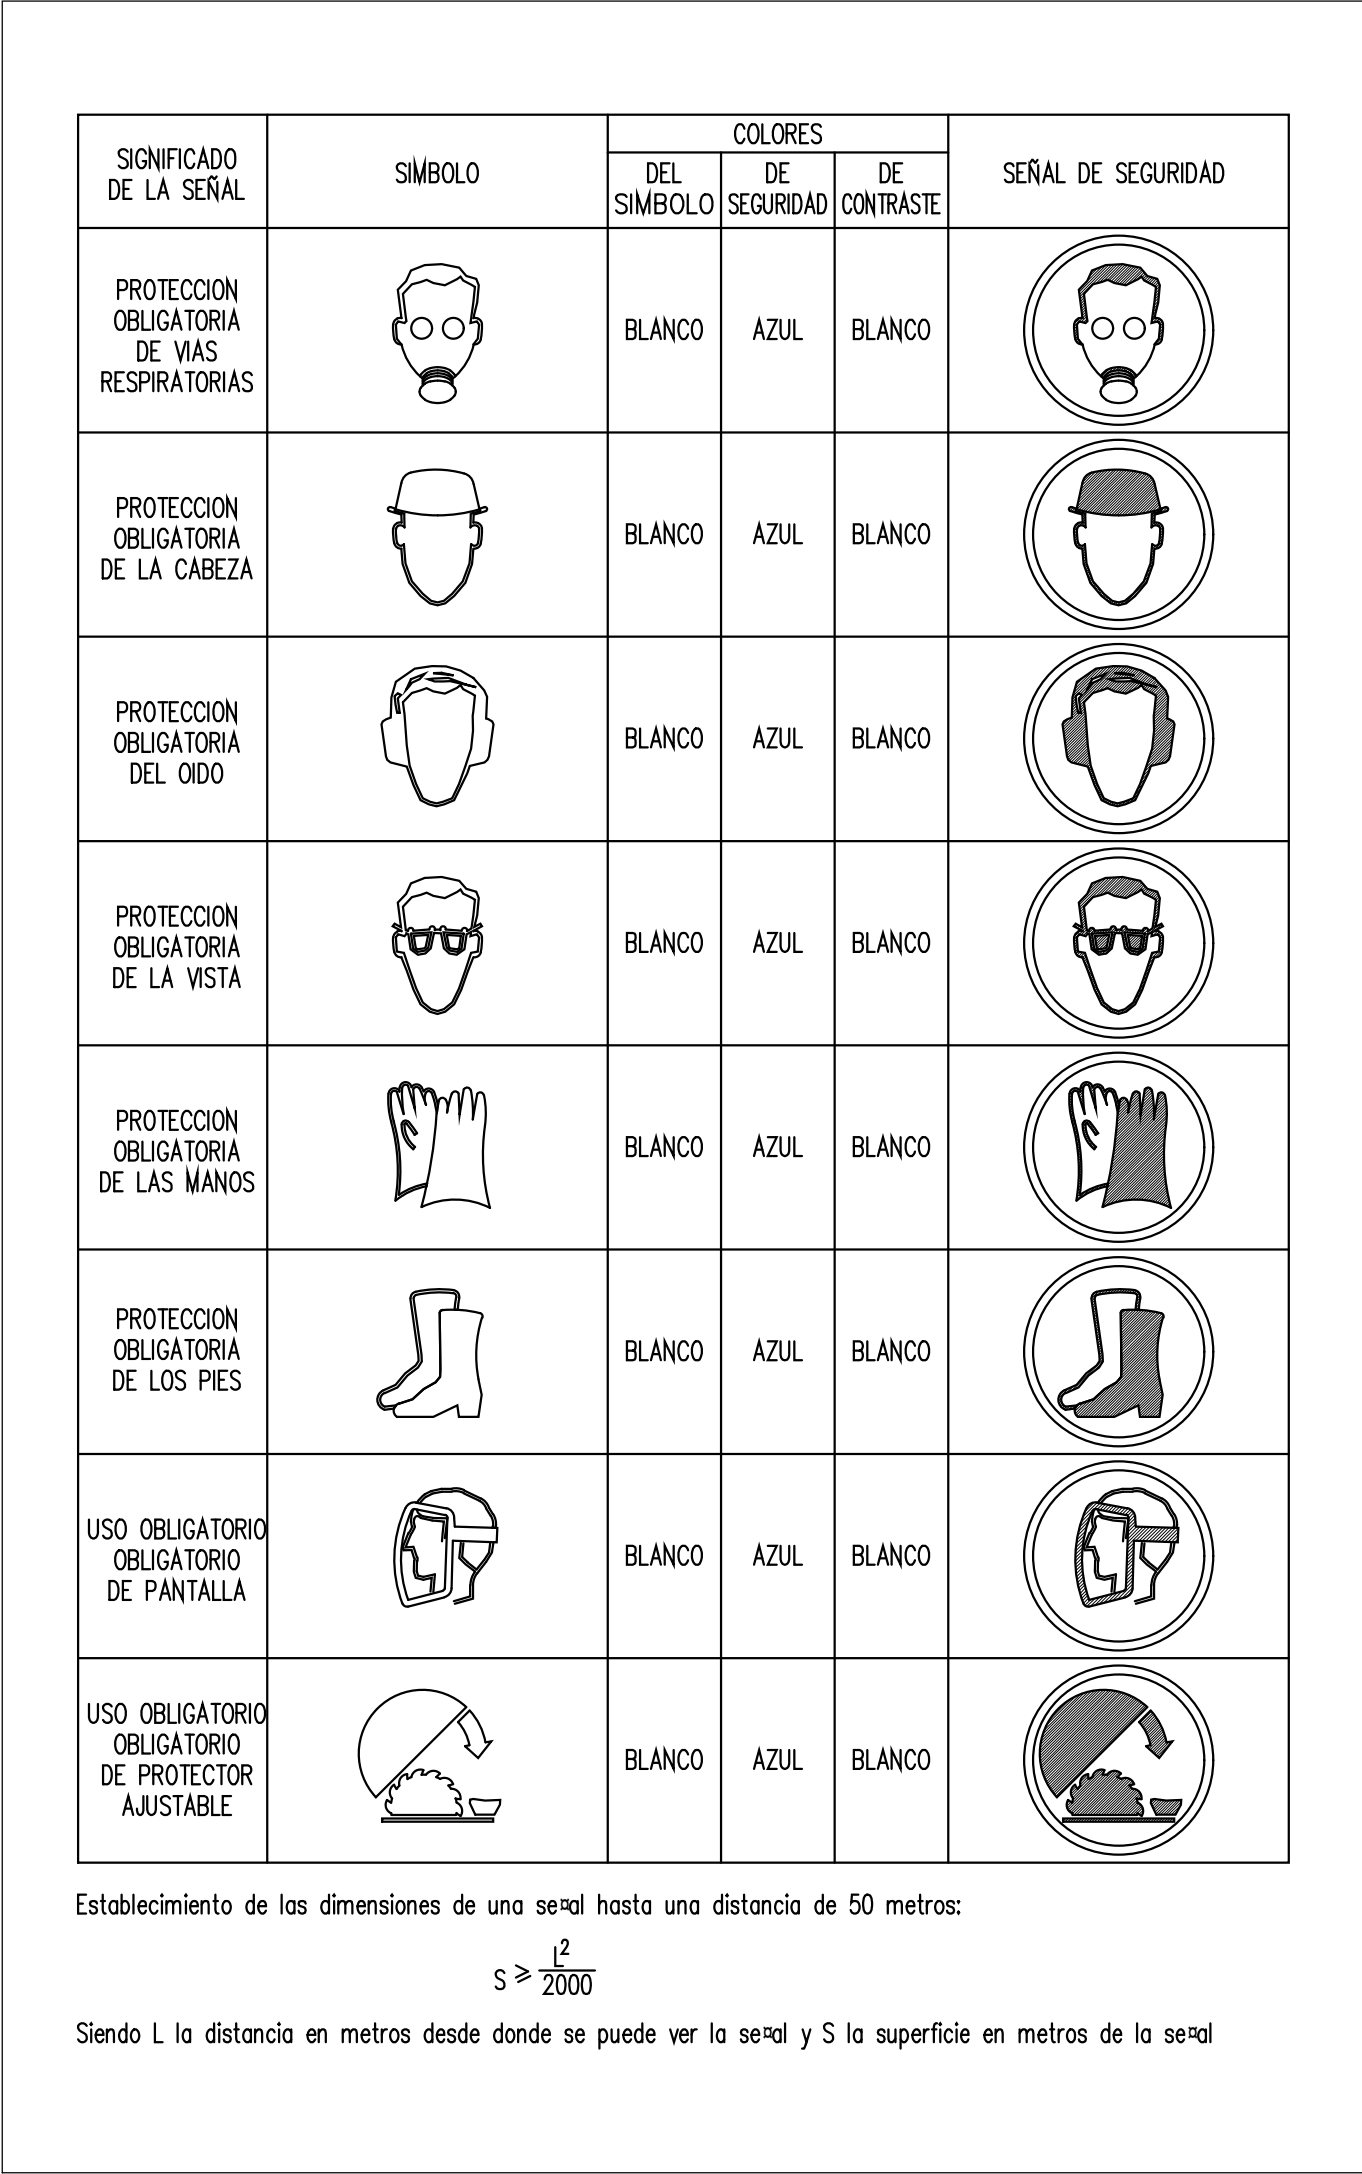 SIGNIFICADO
DE LA SEÑAL
SIMBOLO
COLORES
DEL
SIMBOLO
DE
SEGURIDAD
DE
CONTRASTE
SEÑAL DE SEGURIDAD
PROTECCION
OBLIGATORIA
DE VIAS
RESPIRATORIAS
BLANCO
AZUL
BLANCO
PROTECCION
OBLIGATORIA
DE LA CABEZA
BLANCO
AZUL
BLANCO
PROTECCION
OBLIGATORIA
DEL OIDO
BLANCO
AZUL
BLANCO
PROTECCION
OBLIGATORIA
DE LA VISTA
BLANCO
AZUL
BLANCO
PROTECCION
OBLIGATORIA
DE LAS MANOS
BLANCO
AZUL
BLANCO
PROTECCION
OBLIGATORIA
DE LOS PIES
BLANCO
AZUL
BLANCO
USO OBLIGATORIO
OBLIGATORIO
DE PANTALLA
BLANCO
AZUL
BLANCO
USO OBLIGATORIO
OBLIGATORIO
DE PROTECTOR
AJUSTABLE
BLANCO
AZUL
BLANCO
Establecimiento de las dimensiones de una se¤al hasta una distancia de 50 metros:
S ⩾ L²
2000
Siendo L la distancia en metros desde donde se puede ver la se¤al y S la superficie en metros de la se¤al